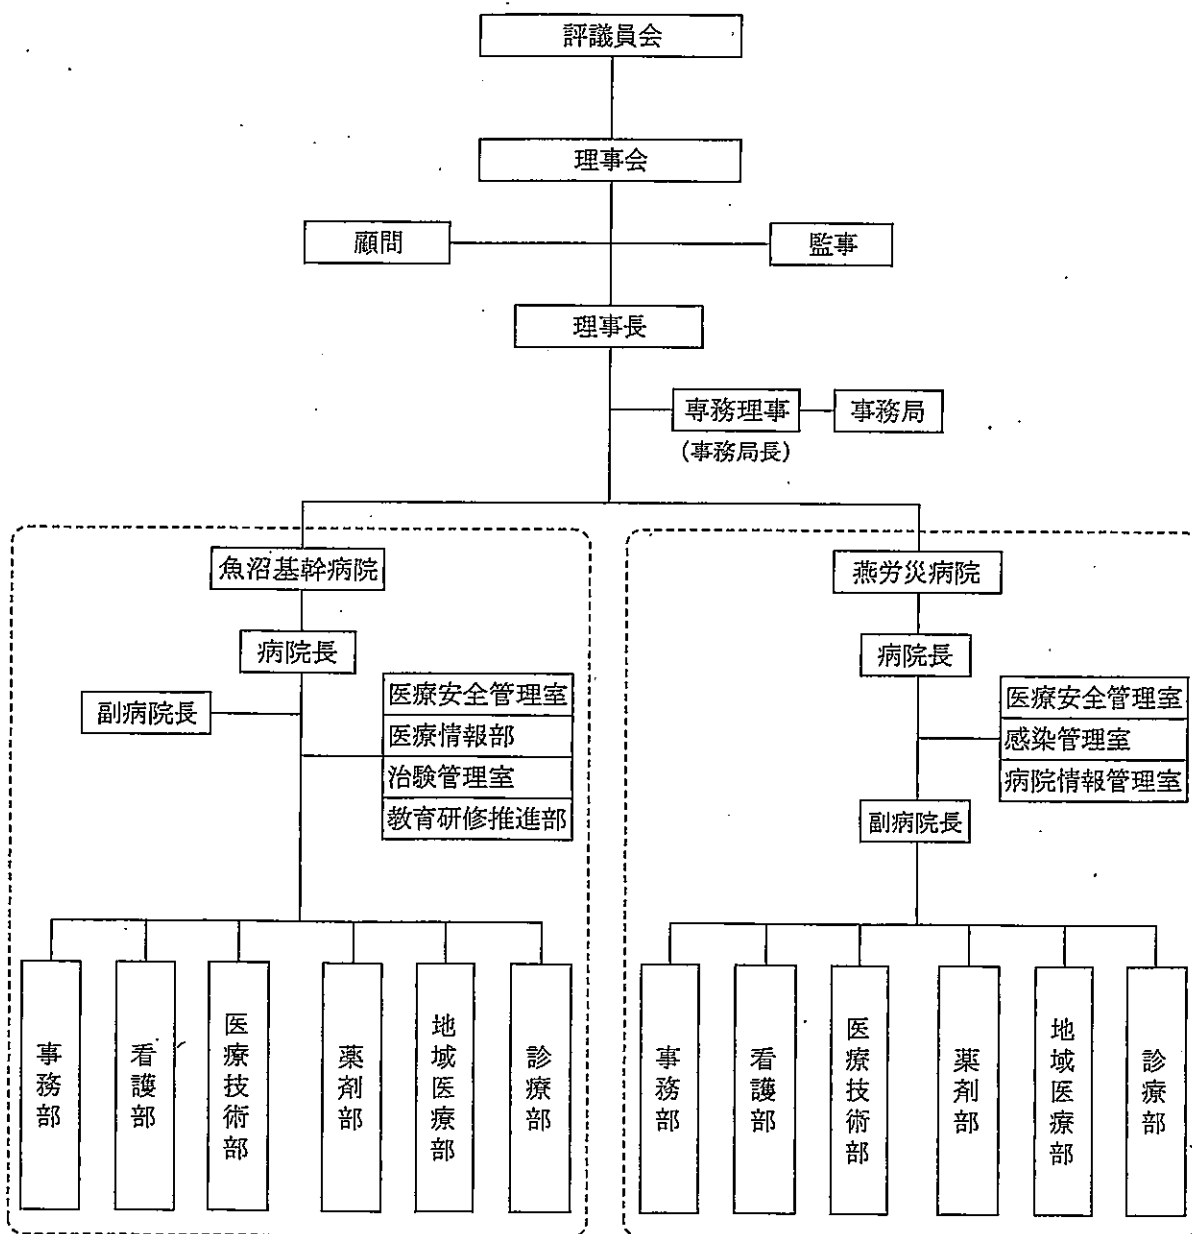 評議員会
理事会
顧問
監事
理事長
専務理事
事務局
(事務局長)
魚沼基幹病院
病院長
副病院長
医療安全管理室
医療情報部
治験管理室
教育研修推進部
事務部
看護部
医療技術部
薬剤部
地域医療部
診療部
燕労災病院
病院長
医療安全管理室
感染管理室
病院情報管理室
副病院長
事務部
看護部
医療技術部
薬剤部
地域医療部
診療部